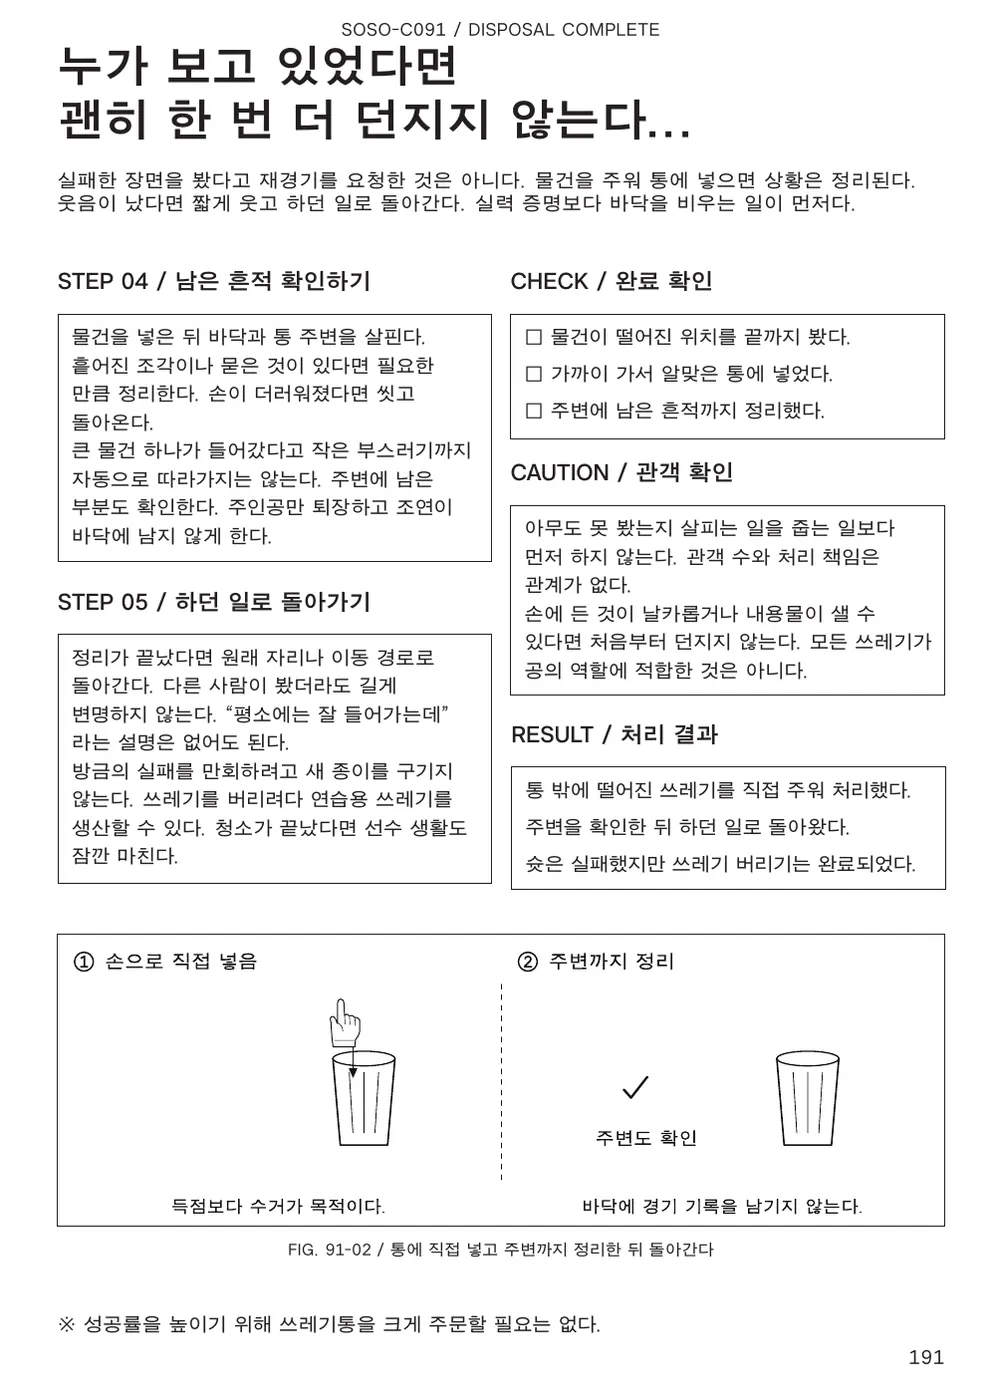 SOSO-C091 / DISPOSAL COMPLETE
누가 보고 있었다면
괜히 한 번 더 던지지 않는다...
실패한 장면을 봤다고 재경기를 요청한 것은 아니다. 물건을 주워 통에 넣으면 상황은 정리된다.
웃음이 났다면 짧게 웃고 하던 일로 돌아간다. 실력 증명보다 바닥을 비우는 일이 먼저다.
STEP 04 / 남은 흔적 확인하기
물건을 넣은 뒤 바닥과 통 주변을 살핀다.
흩어진 조각이나 묻은 것이 있다면 필요한
만큼 정리한다. 손이 더러워졌다면 씻고
돌아온다.
큰 물건 하나가 들어갔다고 작은 부스러기까지
자동으로 따라가지는 않는다. 주변에 남은
부분도 확인한다. 주인공만 퇴장하고 조연이
바닥에 남지 않게 한다.
STEP 05 / 하던 일로 돌아가기
정리가 끝났다면 원래 자리나 이동 경로로
돌아간다. 다른 사람이 봤더라도 길게
변명하지 않는다. “평소에는 잘 들어가는데”
라는 설명은 없어도 된다.
방금의 실패를 만회하려고 새 종이를 구기지
않는다. 쓰레기를 버리려다 연습용 쓰레기를
생산할 수 있다. 청소가 끝났다면 선수 생활도
잠깐 마친다.
CHECK / 완료 확인
□ 물건이 떨어진 위치를 끝까지 봤다.
□ 가까이 가서 알맞은 통에 넣었다.
□ 주변에 남은 흔적까지 정리했다.
CAUTION / 관객 확인
아무도 못 봤는지 살피는 일을 줍는 일보다
먼저 하지 않는다. 관객 수와 처리 책임은
관계가 없다.
손에 든 것이 날카롭거나 내용물이 샐 수
있다면 처음부터 던지지 않는다. 모든 쓰레기가
공의 역할에 적합한 것은 아니다.
RESULT / 처리 결과
통 밖에 떨어진 쓰레기를 직접 주워 처리했다.
주변을 확인한 뒤 하던 일로 돌아왔다.
슛은 실패했지만 쓰레기 버리기는 완료되었다.
① 손으로 직접 넣음
득점보다 수거가 목적이다.
② 주변까지 정리
주변도 확인
바닥에 경기 기록을 남기지 않는다.
FIG. 91-02 / 통에 직접 넣고 주변까지 정리한 뒤 돌아간다
※ 성공률을 높이기 위해 쓰레기통을 크게 주문할 필요는 없다.
191